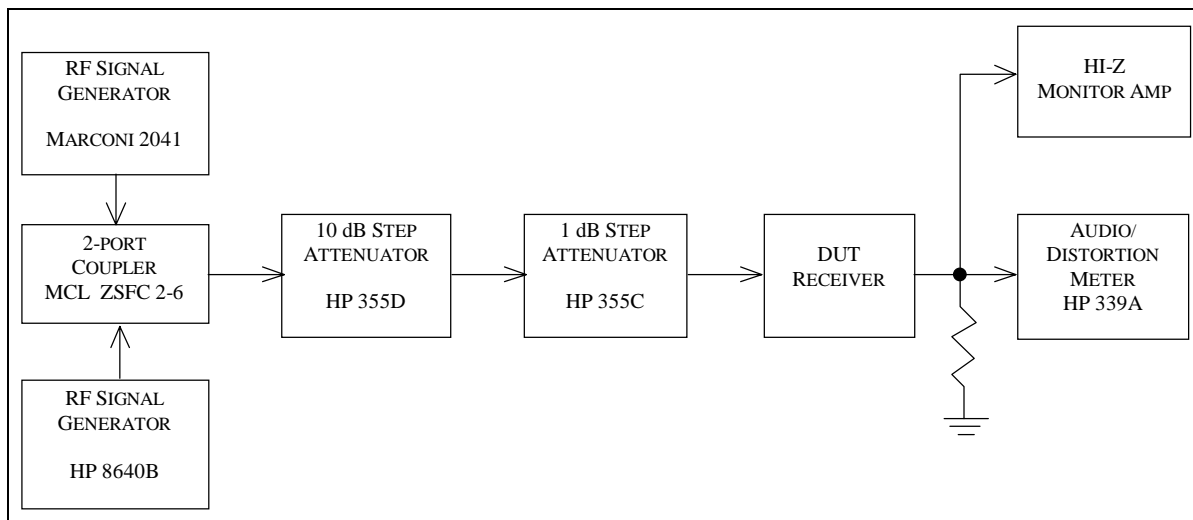 RF SIGNAL
GENERATOR
MARCONI 2041
2-PORT
COUPLER
MCL ZSFC 2-6
RF SIGNAL
GENERATOR
HP 8640B
10 dB STEP
ATTENUATOR
HP 355D
1 dB STEP
ATTENUATOR
HP 355C
DUT
RECEIVER
HI-Z
MONITOR AMP
AUDIO/
DISTORTION
METER
HP 339A